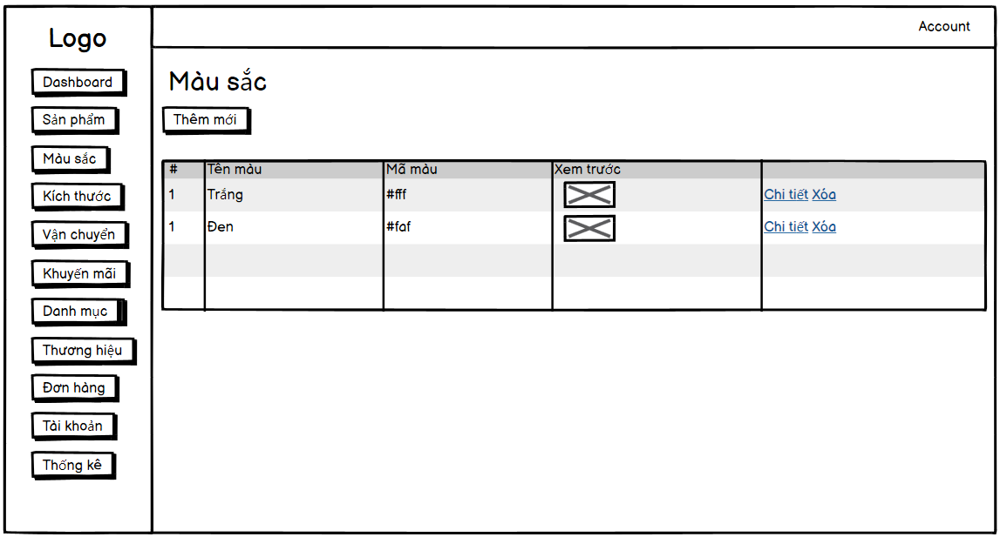 Logo
Account
Dashboard
Sản phẩm
Màu sắc
Kích thước
Vận chuyển
Khuyến mãi
Danh mục
Thương hiệu
Đơn hàng
Tài khoản
Thống kê
Màu sắc
Thêm mới
# Tên màu Mã màu Xem trước
1 Trắng #fff Chi tiết Xóa
1 Đen #faf Chi tiết Xóa